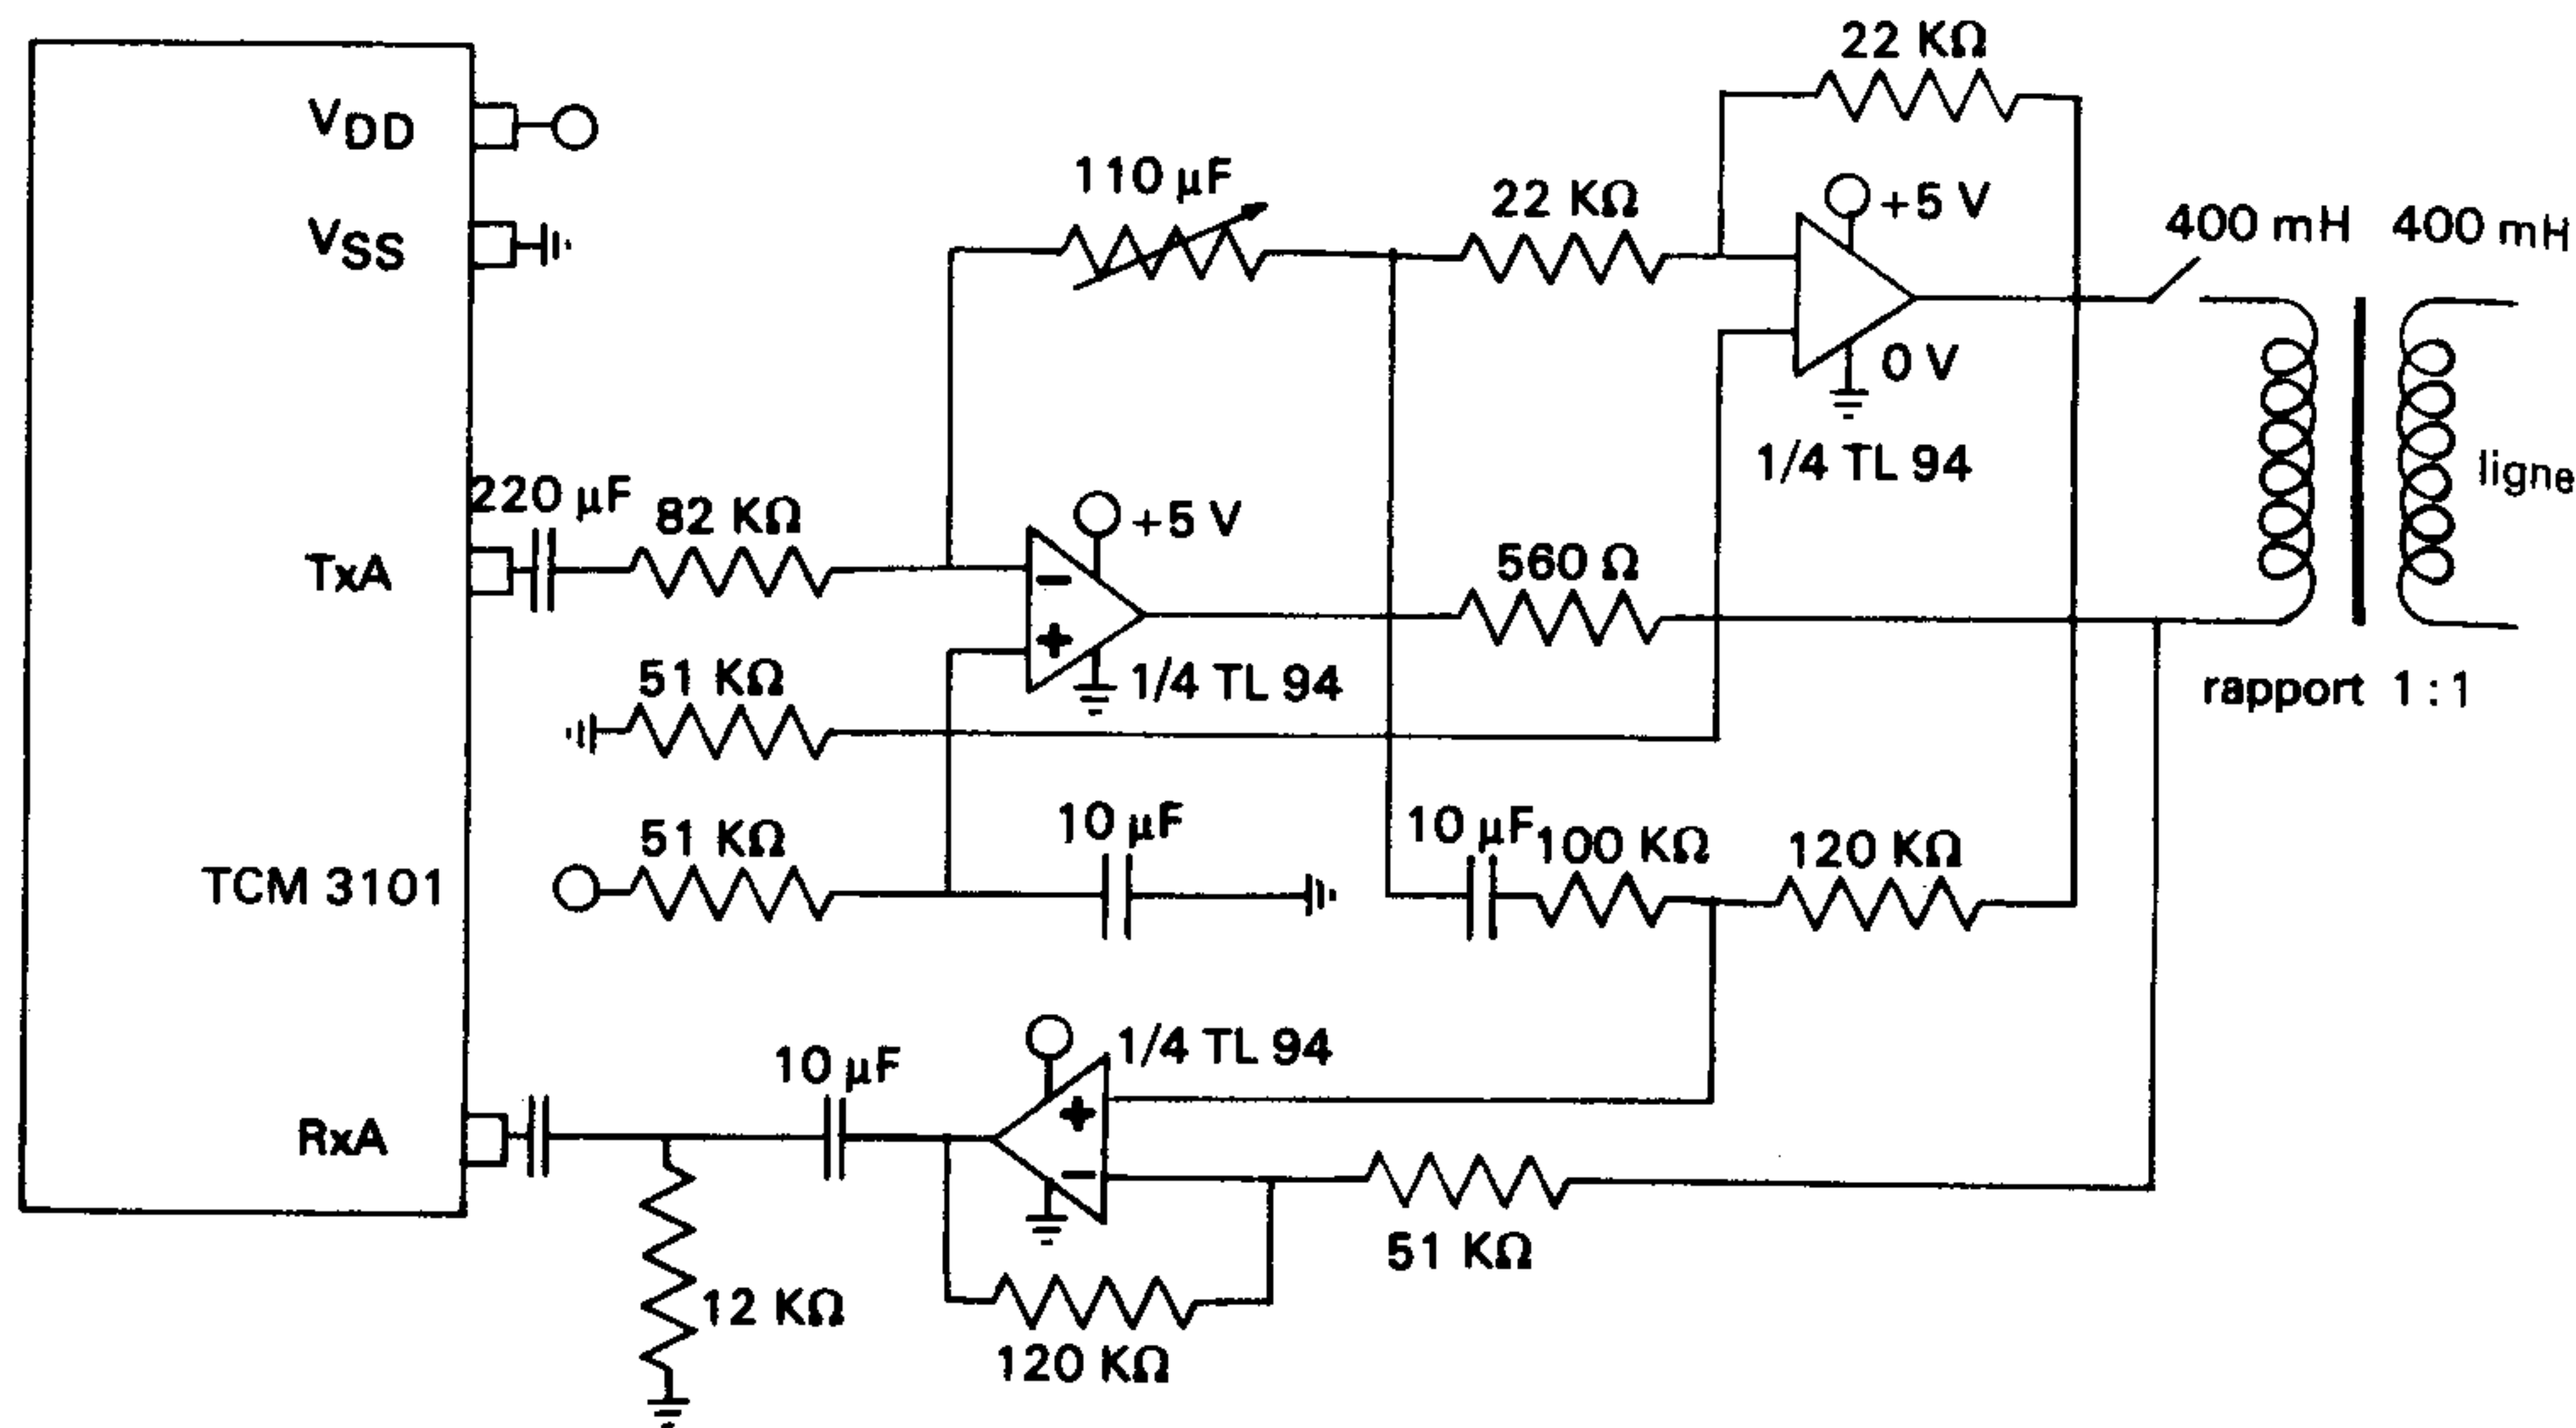 22 KΩ
VDD
110 µF
22 KΩ
+5 V
400 mH
400 mH
VSS
0 V
1/4 TL 94
220 µF
82 KΩ
+5 V
ligne
TxA
560 Ω
−
+
51 KΩ
1/4 TL 94
rapport 1 : 1
10 µF
10 µF
100 KΩ
120 KΩ
51 KΩ
TCM 3101
1/4 TL 94
10 µF
+
RxA
−
51 KΩ
12 KΩ
120 KΩ